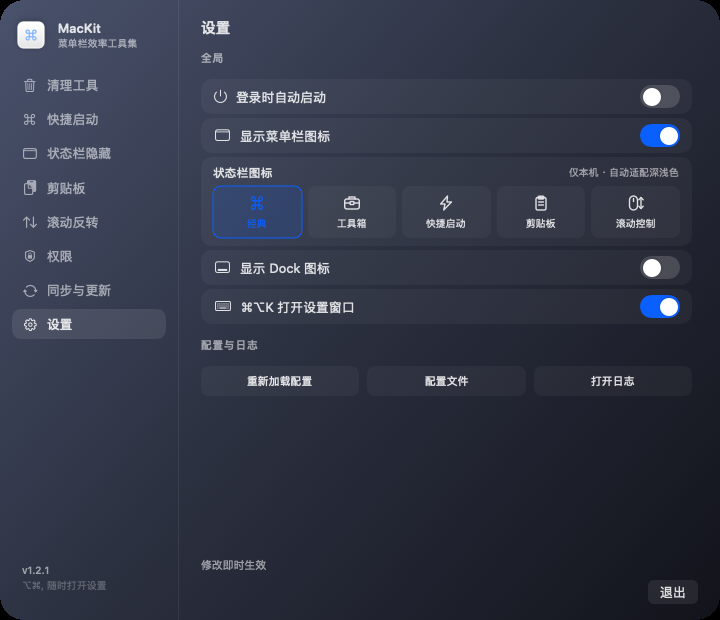 MacKit
菜单栏效率工具集
清理工具
快捷启动
状态栏隐藏
剪贴板
滚动反转
权限
同步与更新
设置
v1.2.1
⌥⌘, 随时打开设置
设置
全局
登录时自动启动
显示菜单栏图标
状态栏图标
仅本机 · 自动适配深浅色
经典
工具箱
快捷启动
剪贴板
滚动控制
显示 Dock 图标
⌘⌥K 打开设置窗口
配置与日志
重新加载配置
配置文件
打开日志
修改即时生效
退出